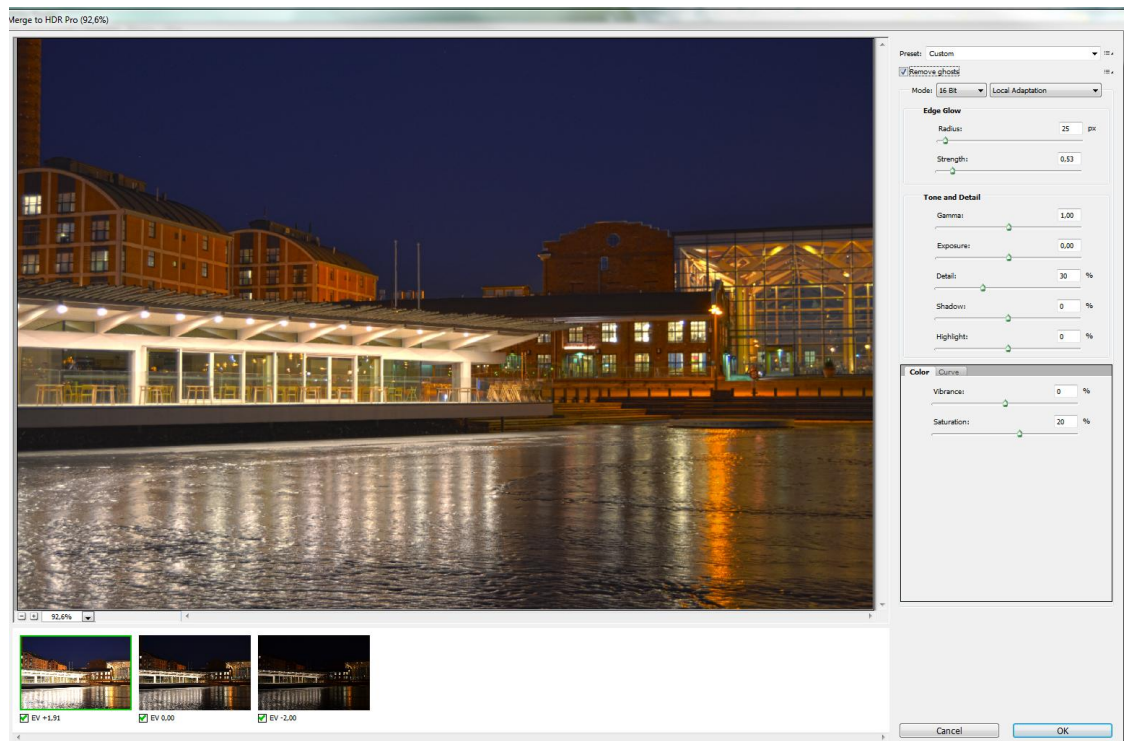 Merge to HDR Pro (92,6%)
Preset: Custom
Remove ghosts
Mode: 16 Bit Local Adaptation
Edge Glow
Radius: 25 px
Strength: 0,53
Tone and Detail
Gamma: 1,00
Exposure: 0,00
Detail: 30 %
Shadow: 0 %
Highlight: 0 %
Color Curve
Vibrance: 0 %
Saturation: 20 %
92,6%
EV +1,91 EV 0,00 EV -2,00
Cancel OK